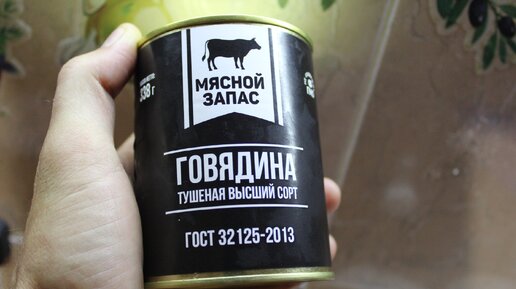 МЯСНОЙ
ЗАПАС
338 г
ГОВЯДИНА
ТУШЕНАЯ ВЫСШИЙ СОРТ
ГОСТ 32125-2013